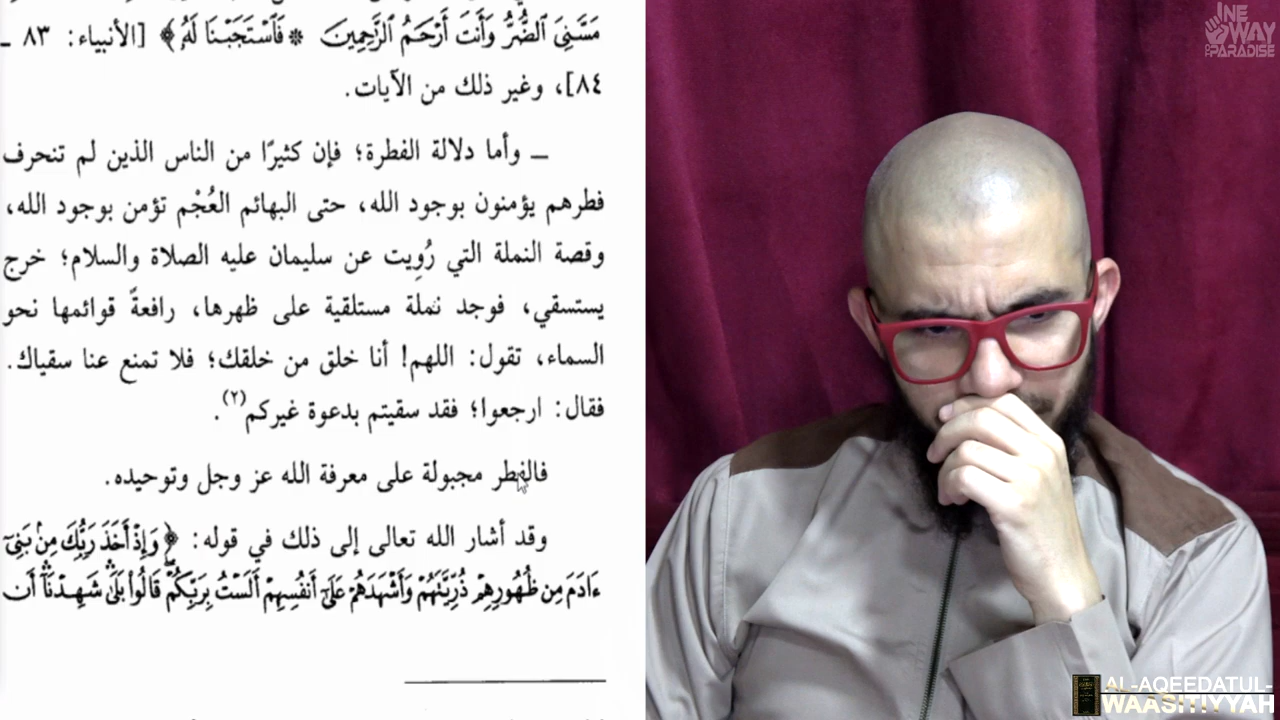 مَسَّنِىَ ٱلضُّرُّ وَأَنتَ أَرْحَمُ ٱلرَّٰحِمِينَ * فَٱسْتَجَبْنَا لَهُۥ﴾ [الأنبياء: ٨٣ ـ
٨٤]، وغير ذلك من الآيات.
ـ وأما دلالة الفطرة؛ فإن كثيرًا من الناس الذين لم تنحرف
فطرهم يؤمنون بوجود الله، حتى البهائم العُجْم تؤمن بوجود الله،
وقصة النملة التي رُوِيت عن سليمان عليه الصلاة والسلام؛ خرج
يستسقي، فوجد نملة مستلقية على ظهرها، رافعةً قوائمها نحو
السماء، تقول: اللهم! أنا خلق من خلقك؛ فلا تمنع عنا سقياك.
فقال: ارجعوا؛ فقد سقيتم بدعوة غيركم(٢).
فالفطر مجبولة على معرفة الله عز وجل وتوحيده.
وقد أشار الله تعالى إلى ذلك في قوله: ﴿وَإِذْ أَخَذَ رَبُّكَ مِنۢ بَنِىٓ
ءَادَمَ مِن ظُهُورِهِمْ ذُرِّيَّتَهُمْ وَأَشْهَدَهُمْ عَلَىٰٓ أَنفُسِهِمْ أَلَسْتُ بِرَبِّكُمْ قَالُوا۟ بَلَىٰ شَهِدْنَآ أَن
ONE
WAY
TO PARADISE
AL-AQEEDATUL-
WAASITIYYAH